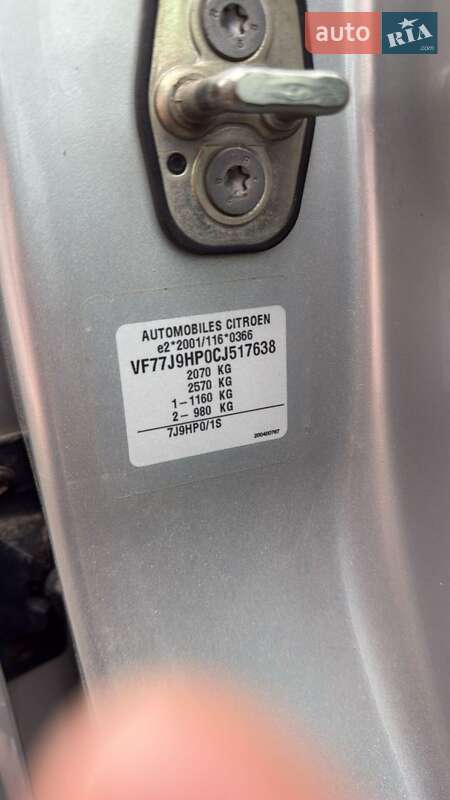 auto RIA.com
AUTOMOBILES CITROEN
e2*2001/116*0366
VF77J9HP0CJ517638
2070 KG
2570 KG
1-1160 KG
2- 980 KG
7J9HP0/1S